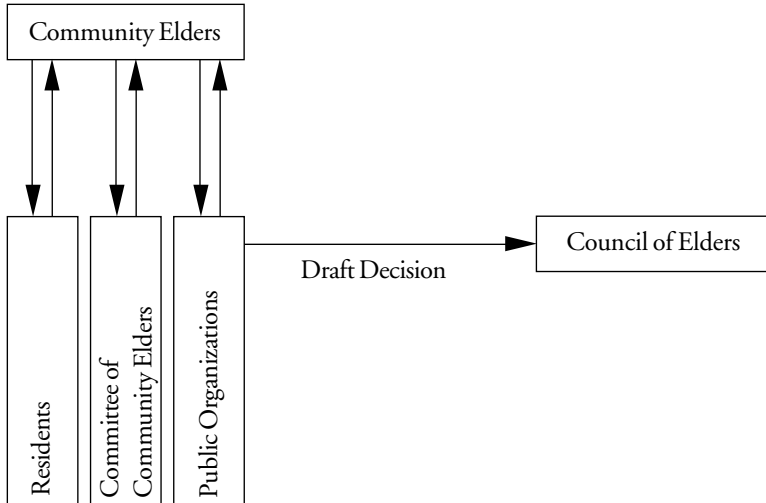 Community Elders
Council of Elders
Draft Decision
Residents
Committee of
Community Elders
Public Organizations